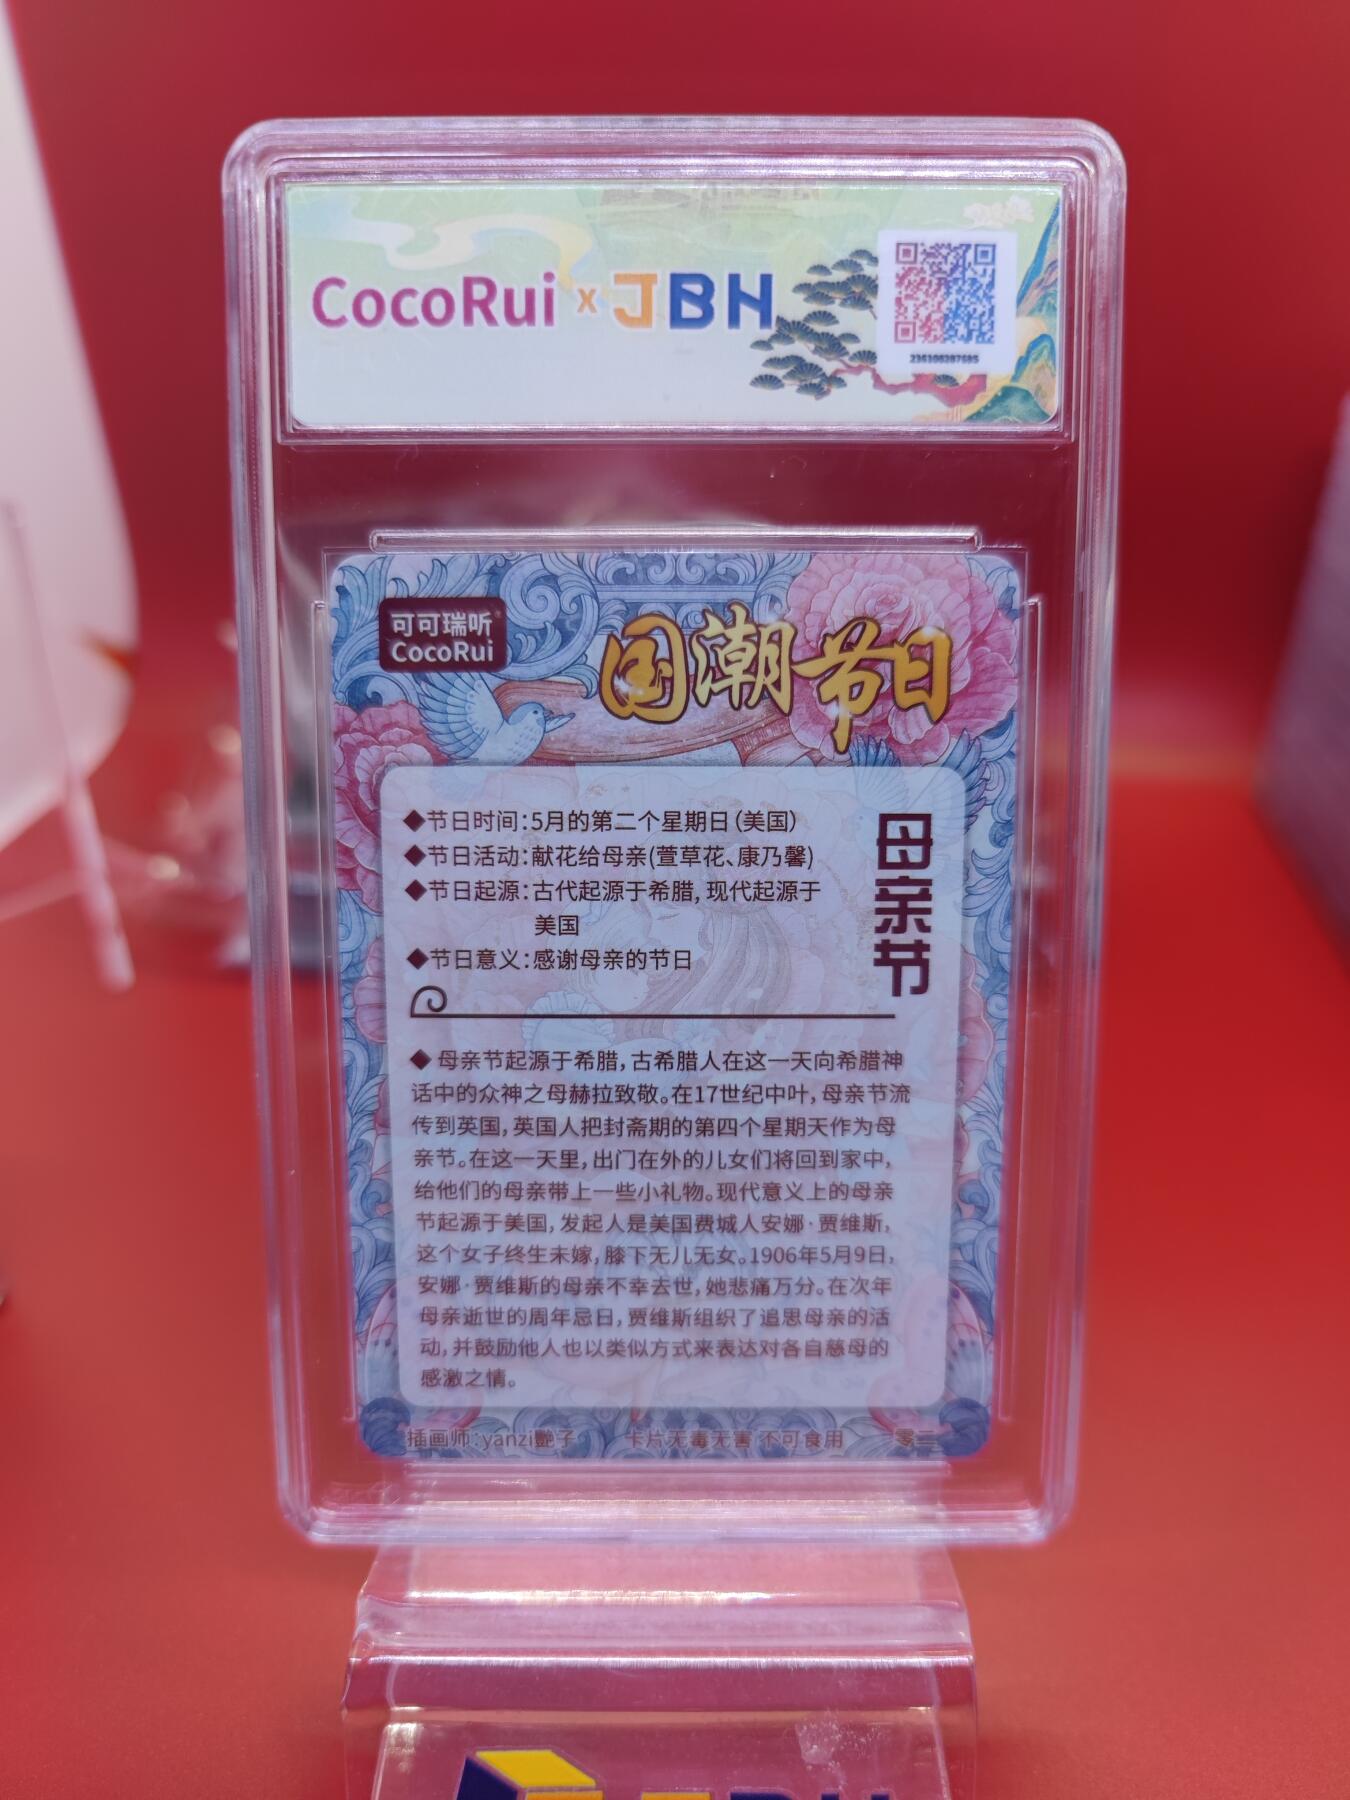 CocoRui x JBH
236106287685
可可瑞听
CocoRui
国潮节日
母亲节
◆节日时间:5月的第二个星期日(美国)
◆节日活动:献花给母亲(萱草花、康乃馨)
◆节日起源:古代起源于希腊,现代起源于
美国
◆节日意义:感谢母亲的节日
◆ 母亲节起源于希腊,古希腊人在这一天向希腊神
话中的众神之母赫拉致敬。在17世纪中叶,母亲节流
传到英国,英国人把封斋期的第四个星期天作为母
亲节。在这一天里,出门在外的儿女们将回到家中,
给他们的母亲带上一些小礼物。现代意义上的母亲
节起源于美国,发起人是美国费城人安娜·贾维斯,
这个女子终生未嫁,膝下无儿无女。1906年5月9日,
安娜·贾维斯的母亲不幸去世,她悲痛万分。在次年
母亲逝世的周年忌日,贾维斯组织了追思母亲的活
动,并鼓励他人也以类似方式来表达对各自慈母的
感激之情。
插画师:yanzi艷子 卡片无毒无害 不可食用